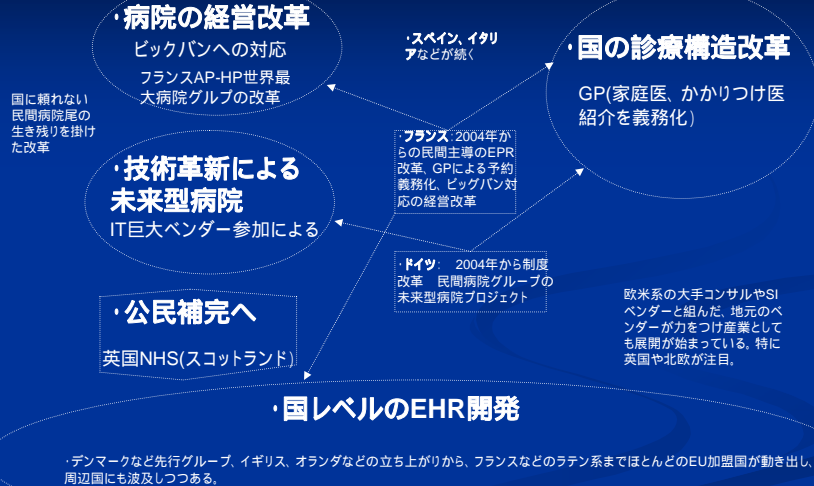 ・病院の経営改革
ビックバンへの対応
フランスAP-HP世界最
大病院グルプの改革
・スペイン、イタリ
アなどが続く
・国の診療構造改革
GP(家庭医、かかりつけ医
紹介を義務化)
国に頼れない
民間病院尾の
生き残りを掛け
た改革
・フランス：2004年か
らの民間主導のEPR
改革、GPによる予約
義務化、ビッグバン対
応の経営改革
・技術革新による
未来型病院
IT巨大ベンダー参加による
・ドイツ：　2004年から制度
改革　民間病院グループの
未来型病院プロジェクト
・公民補完へ
英国NHS(スコットランド)
欧米系の大手コンサルやSI
ベンダーと組んだ、地元のベ
ンダーが力をつけ産業として
も展開が始まっている。特に
英国や北欧が注目。
・国レベルのEHR開発
・デンマークなど先行グループ、イギリス、オランダなどの立ち上がりから、フランスなどのラテン系までほとんどのEU加盟国が動き出し、
周辺国にも波及しつつある。